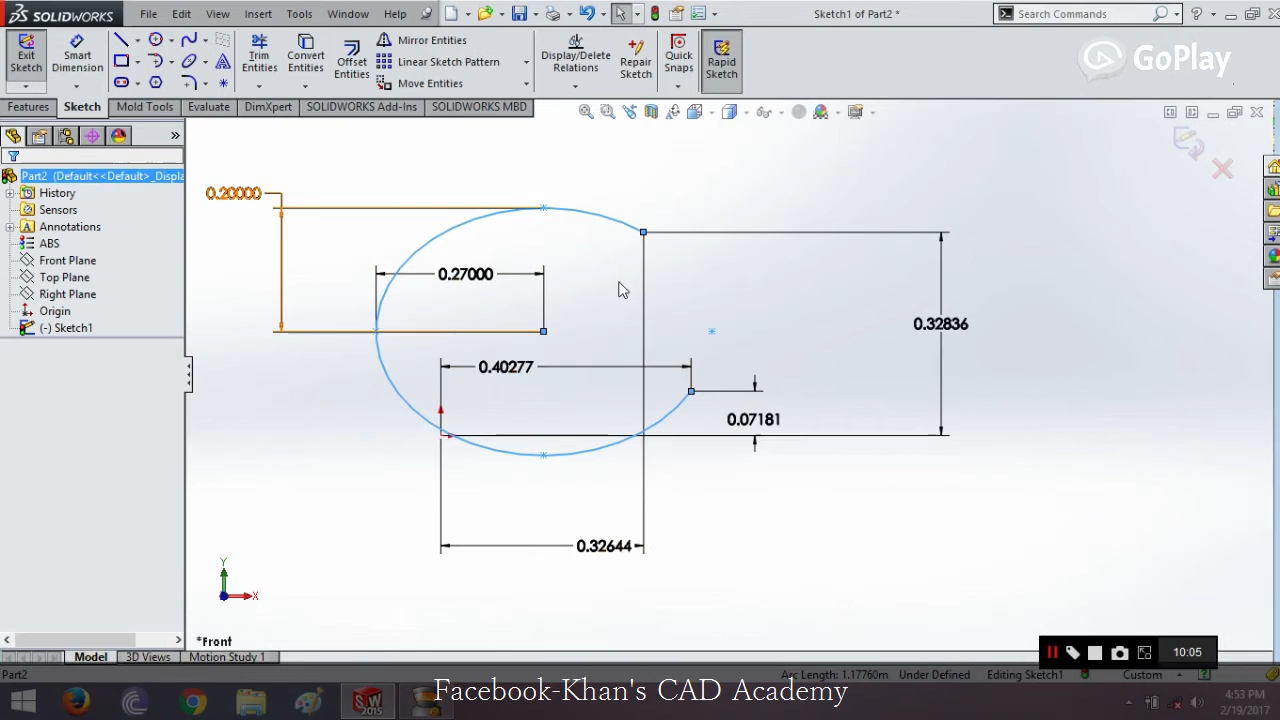 SOLIDWORKS File Edit View Insert Tools Window Help Sketch1 of Part2 * Search Commands
GoPlay
Exit Sketch
Smart Dimension
Trim Entities
Convert Entities
Offset Entities
Mirror Entities
Linear Sketch Pattern
Move Entities
Display/Delete Relations
Repair Sketch
Quick Snaps
Rapid Sketch
Features Sketch Mold Tools Evaluate DimXpert SOLIDWORKS Add-Ins SOLIDWORKS MBD
Part2 (Default<<Default>_Displa
History
Sensors
Annotations
ABS
Front Plane
Top Plane
Right Plane
Origin
(-) Sketch1
0.20000
0.27000
0.32836
0.40277
0.07181
0.32644
Y
X
*Front
Model 3D Views Motion Study 1
10:05
Part2 Arc Length: 1.17760m Under Defined Editing Sketch1 Custom
SW 2015
Facebook-Khan's CAD Academy
4:53 PM
2/19/2017